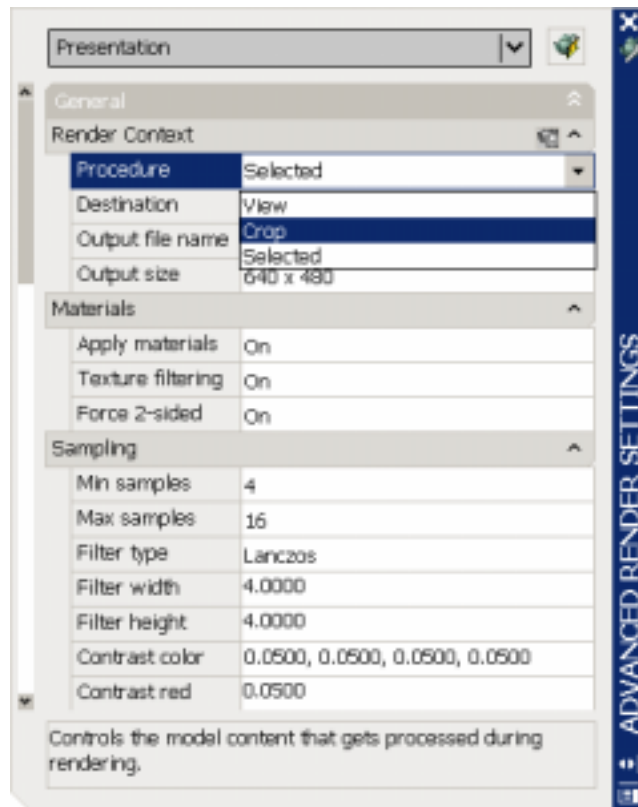 Presentation
General
Render Context
Procedure Selected
Destination View
Output file name Crop
Selected
Output size 640 x 480
Materials
Apply materials On
Texture filtering On
Force 2-sided On
Sampling
Min samples 4
Max samples 16
Filter type Lanczos
Filter width 4.0000
Filter height 4.0000
Contrast color 0.0500, 0.0500, 0.0500, 0.0500
Contrast red 0.0500
Controls the model content that gets processed during
rendering.
ADVANCED RENDER SETTINGS